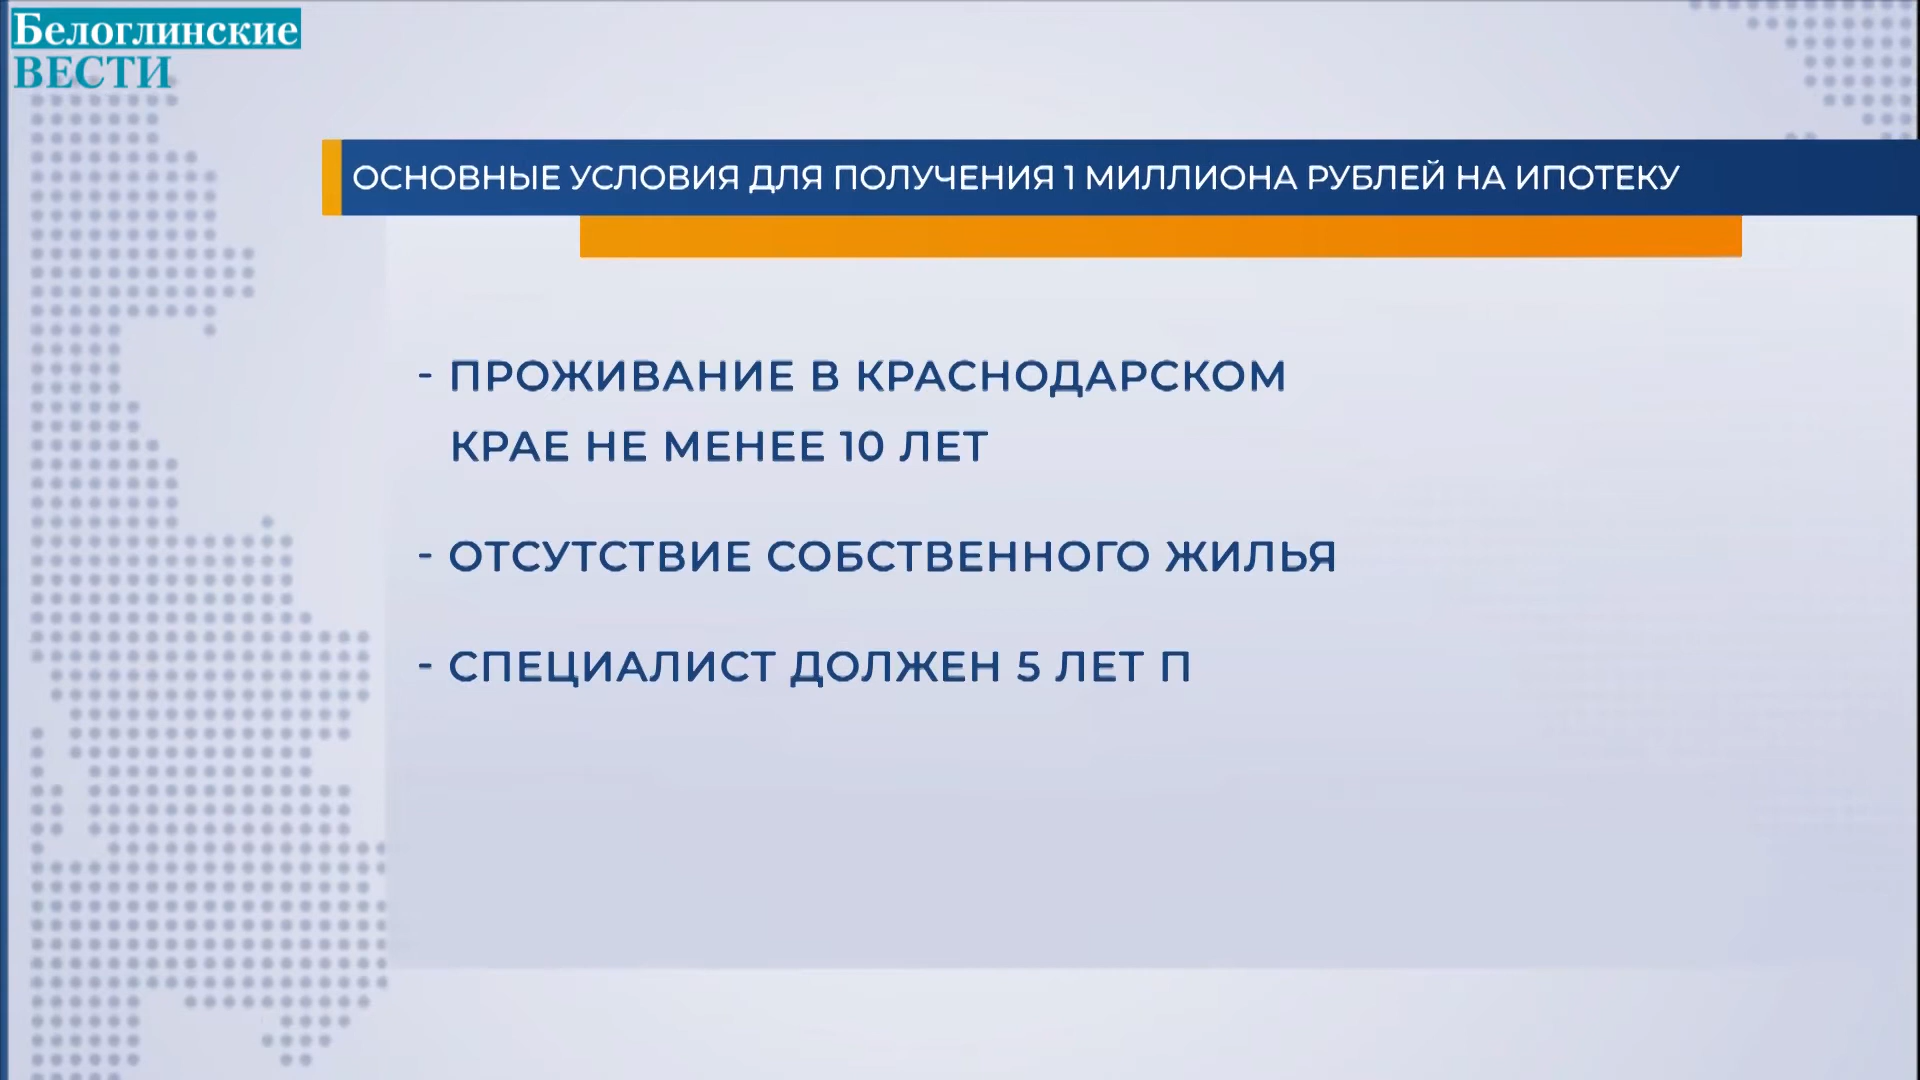 Белоглинские
ВЕСТИ
ОСНОВНЫЕ УСЛОВИЯ ДЛЯ ПОЛУЧЕНИЯ 1 МИЛЛИОНА РУБЛЕЙ НА ИПОТЕКУ
- ПРОЖИВАНИЕ В КРАСНОДАРСКОМ
КРАЕ НЕ МЕНЕЕ 10 ЛЕТ
- ОТСУТСТВИЕ СОБСТВЕННОГО ЖИЛЬЯ
- СПЕЦИАЛИСТ ДОЛЖЕН 5 ЛЕТ П